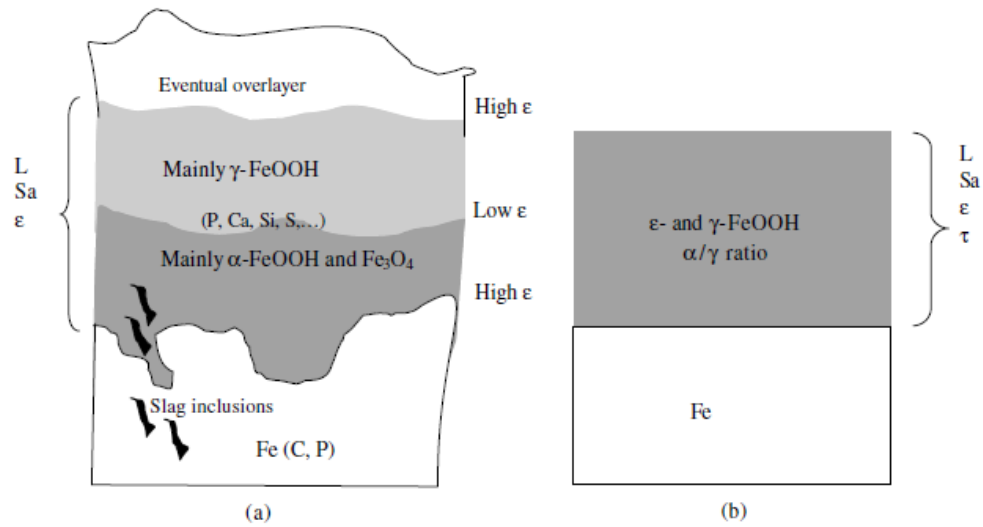 L
Sa
ε
Eventual overlayer
Mainly γ-FeOOH
(P, Ca, Si, S,...)
Mainly α-FeOOH and Fe₃O₄
Slag inclusions
Fe (C, P)
High ε
Low ε
High ε
(a)
ε- and γ-FeOOH
α/γ ratio
Fe
L
Sa
ε
τ
(b)